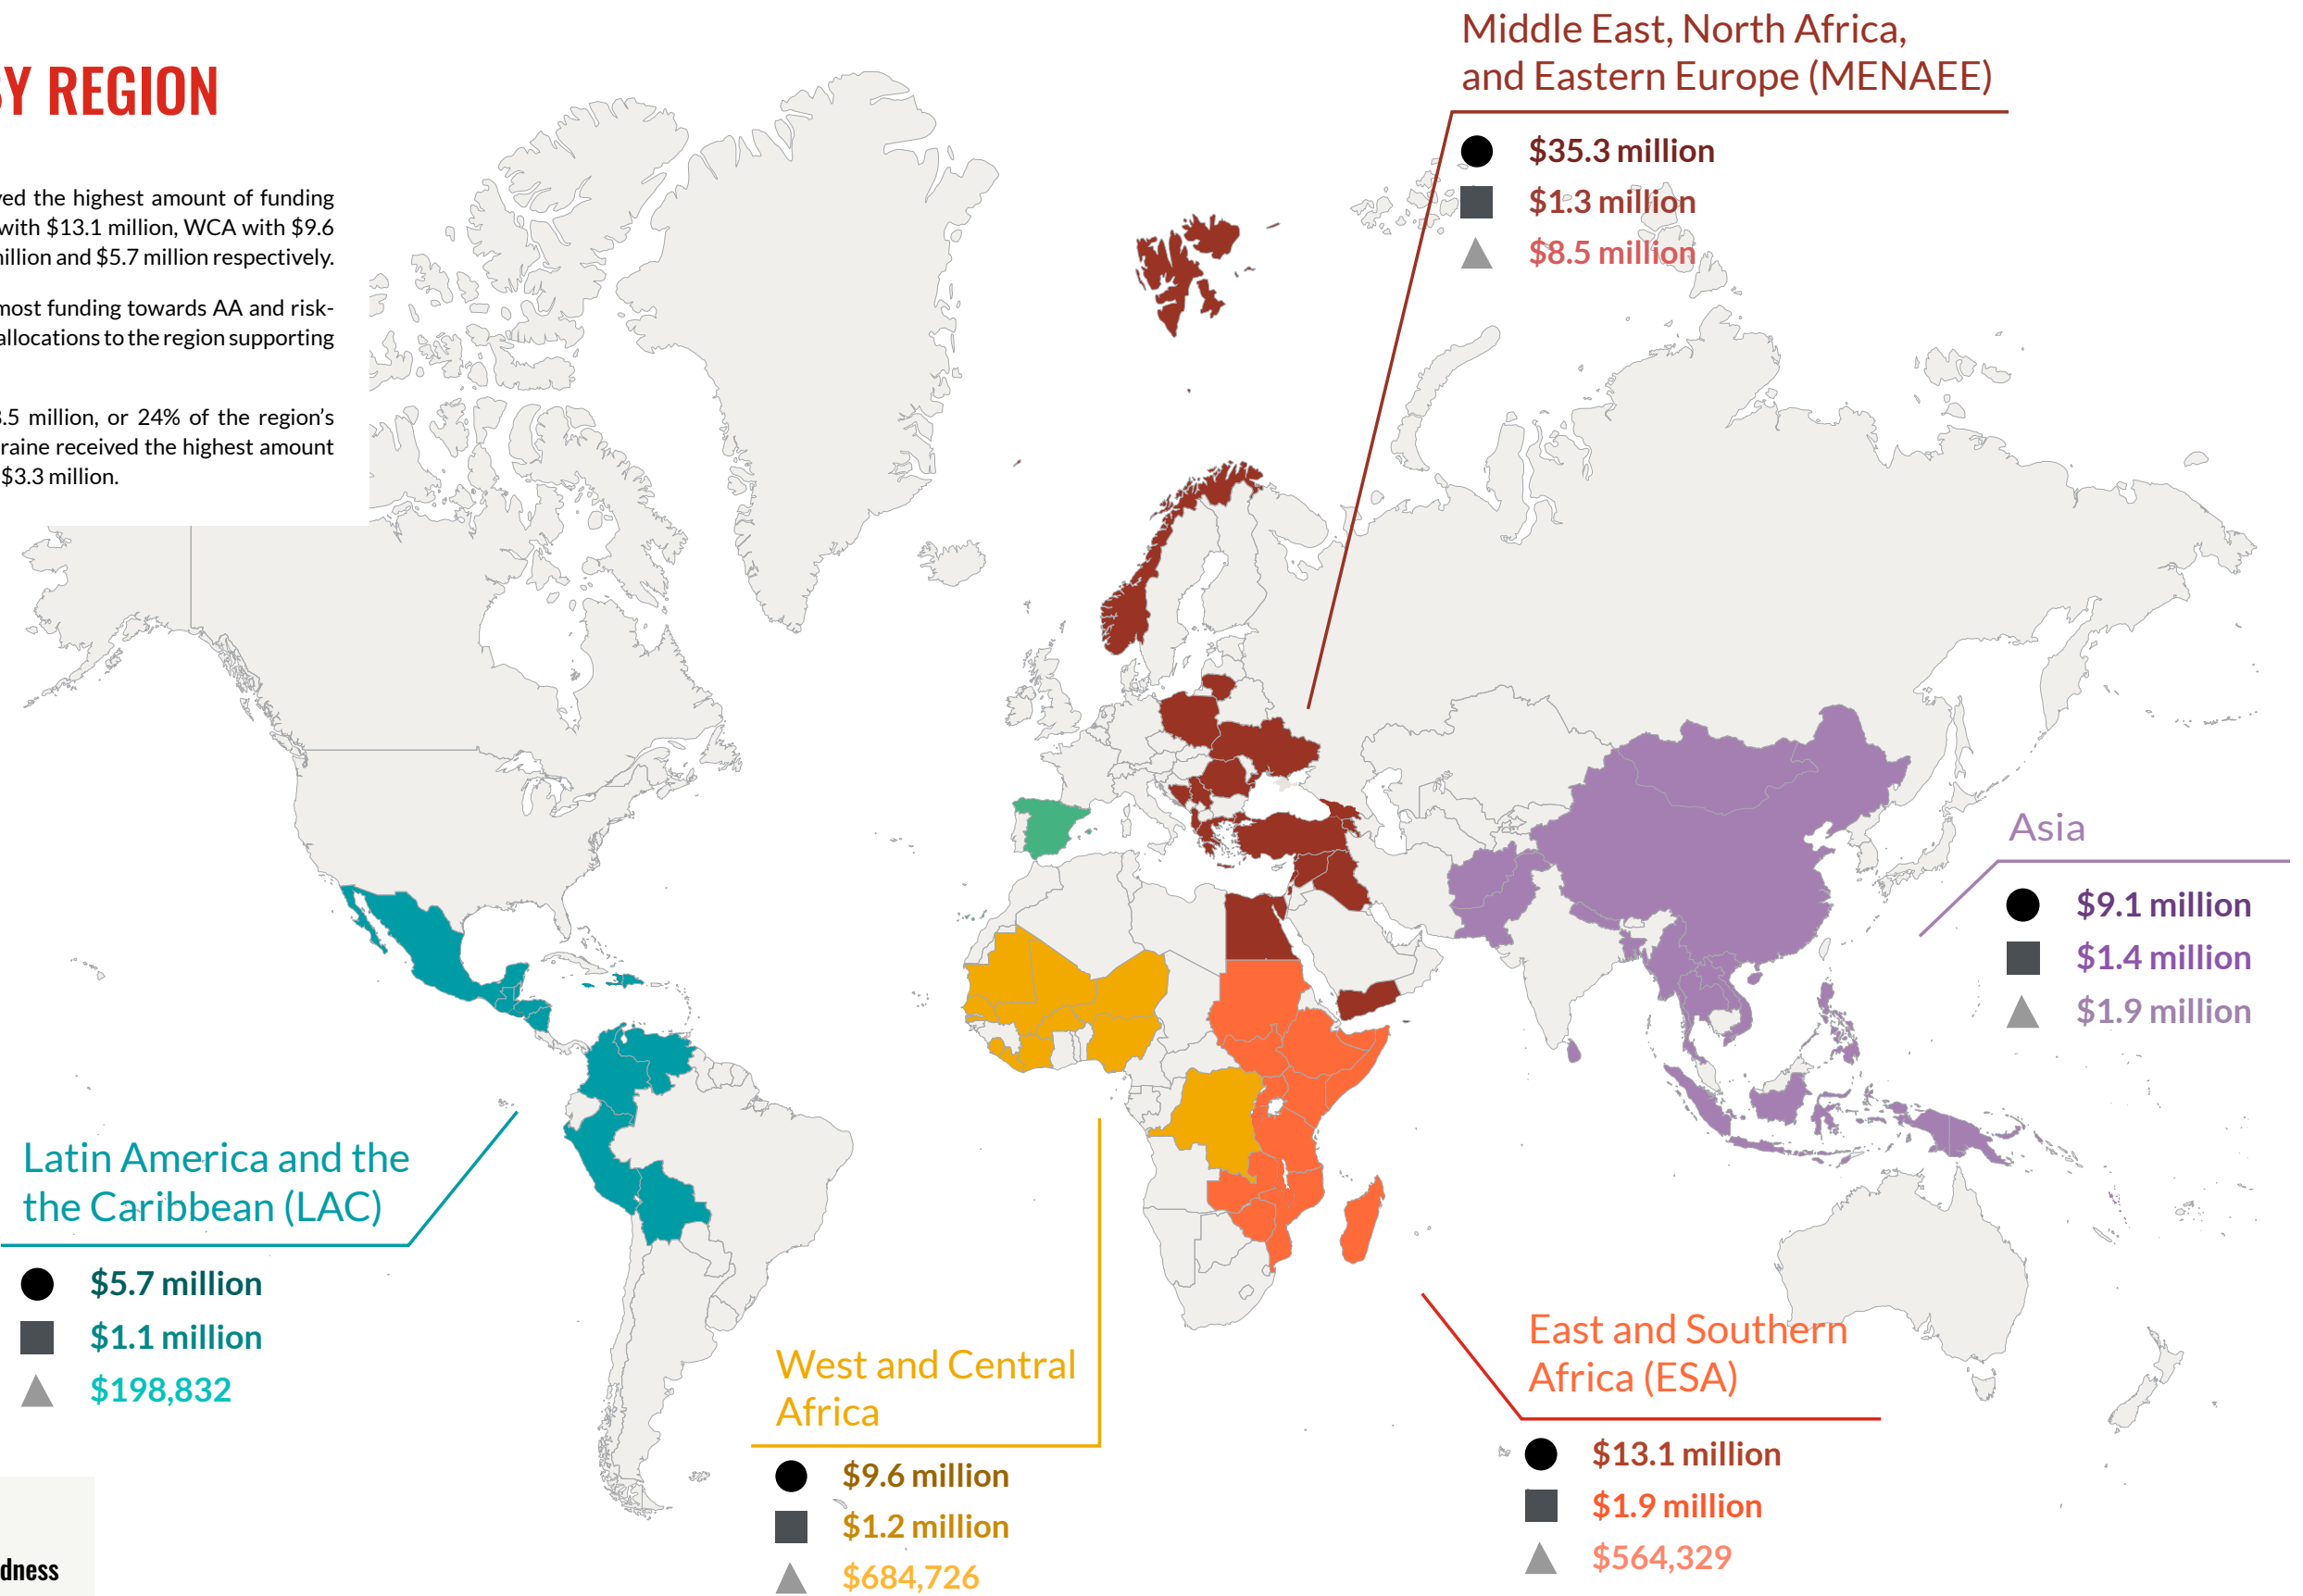 BY REGION
ved the highest amount of funding
with $13.1 million, WCA with $9.6
illion and $5.7 million respectively.
most funding towards AA and risk-
allocations to the region supporting
.5 million, or 24% of the region's
raine received the highest amount
$3.3 million.
Middle East, North Africa,
and Eastern Europe (MENAEE)
$35.3 million
$1.3 million
$8.5 million
Asia
$9.1 million
$1.4 million
$1.9 million
Latin America and the
the Caribbean (LAC)
$5.7 million
$1.1 million
$198,832
West and Central
Africa
$9.6 million
$1.2 million
$684,726
East and Southern
Africa (ESA)
$13.1 million
$1.9 million
$564,329
dness